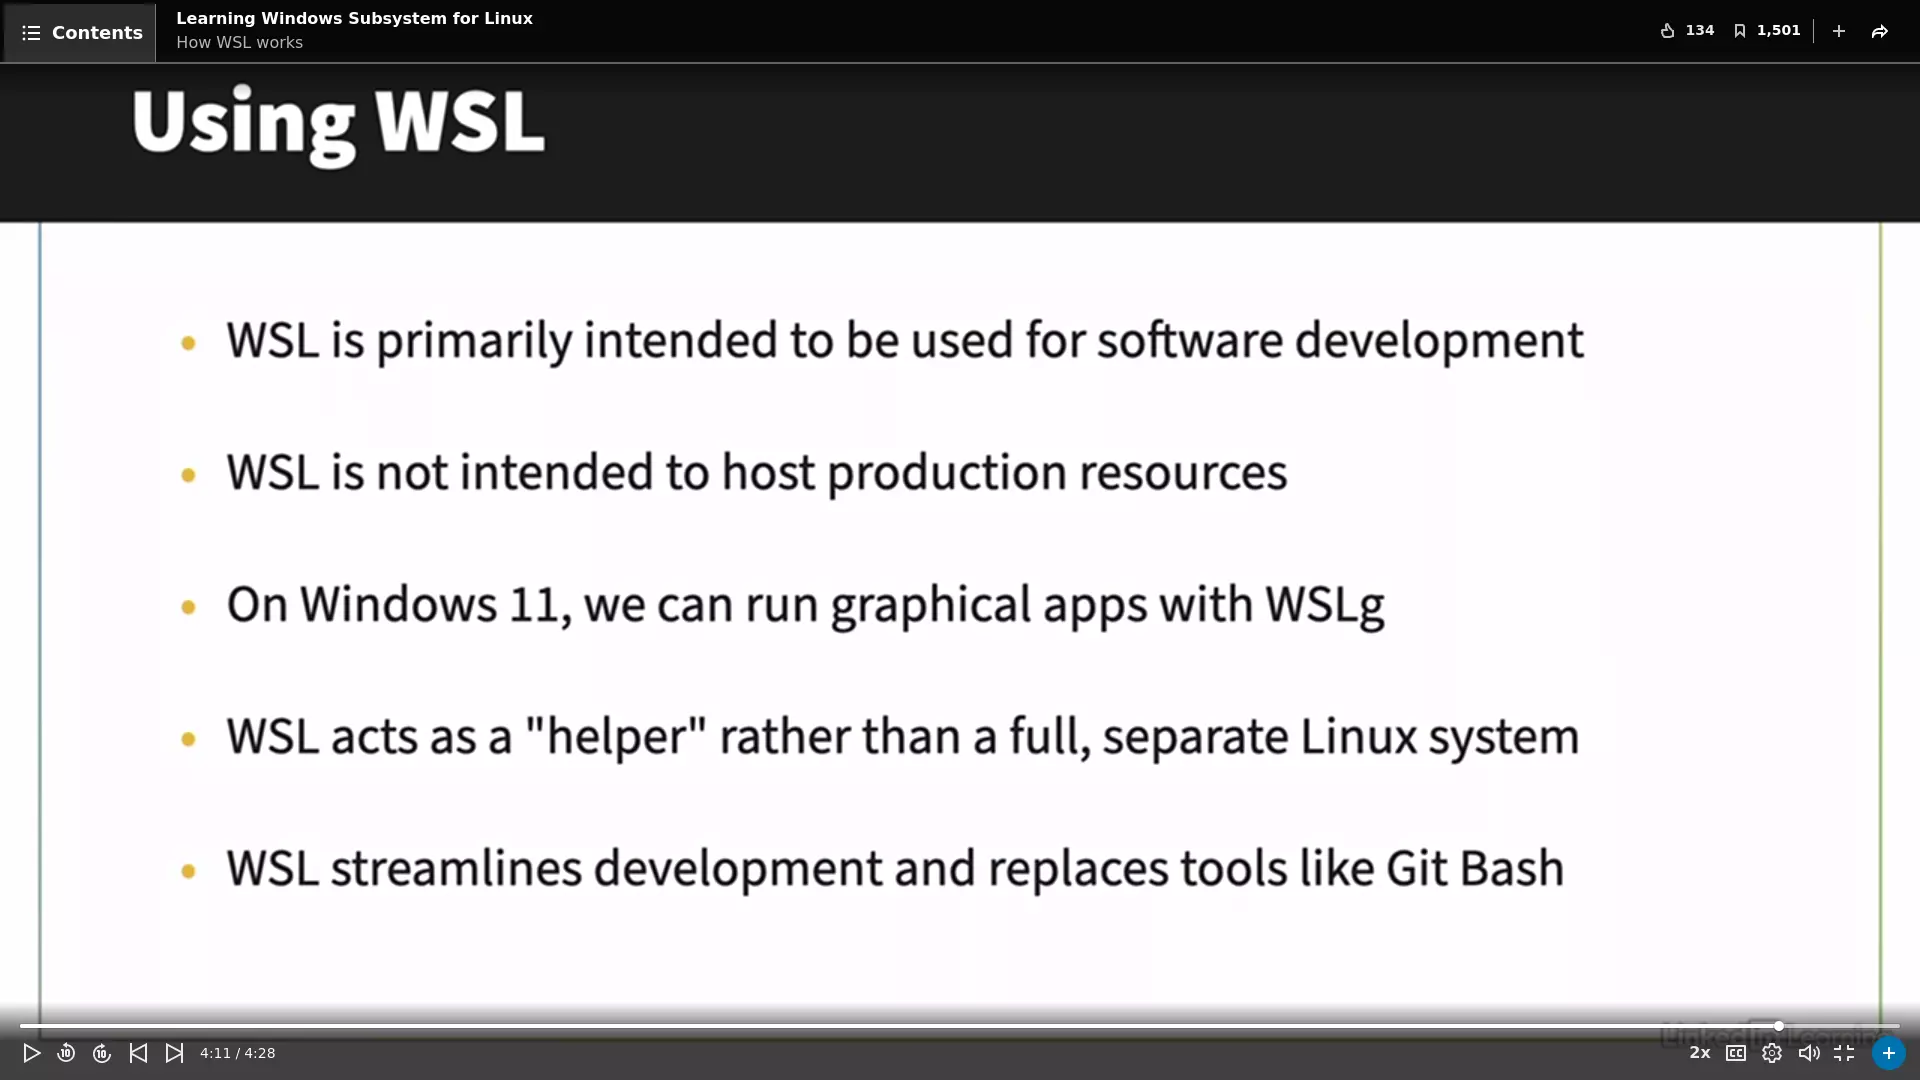 Contents
Learning Windows Subsystem for Linux
How WSL works
134
1,501
Using WSL
WSL is primarily intended to be used for software development
WSL is not intended to host production resources
On Windows 11, we can run graphical apps with WSLg
WSL acts as a "helper" rather than a full, separate Linux system
WSL streamlines development and replaces tools like Git Bash
LinkedIn Learning
10
10
4:11 / 4:28
2x
CC